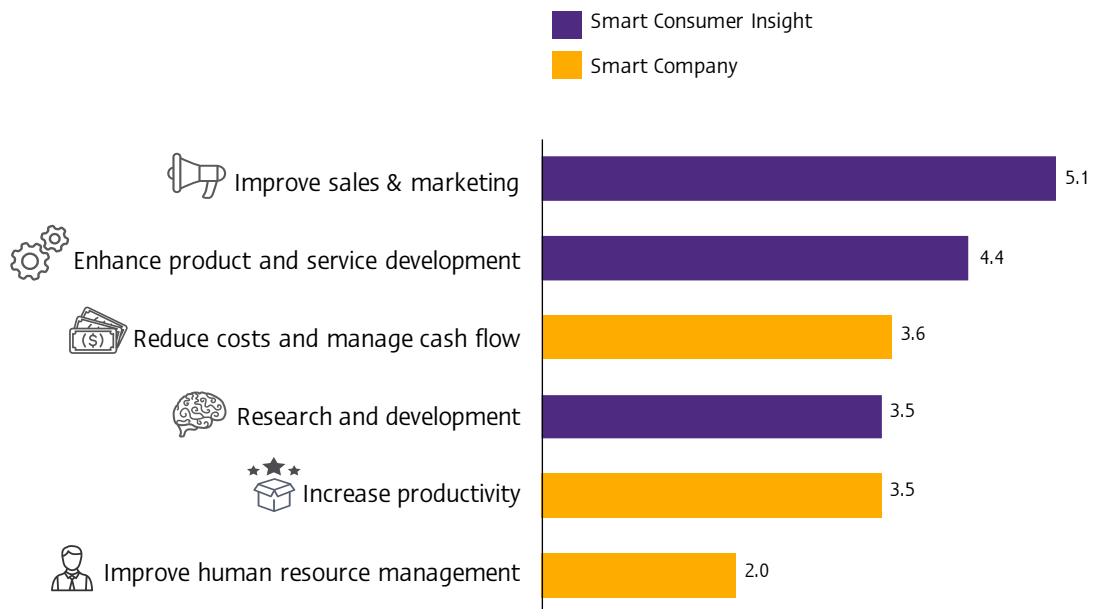 Smart Consumer Insight
Smart Company
Improve sales & marketing
5.1
Enhance product and service development
4.4
($)
Reduce costs and manage cash flow
3.6
Research and development
3.5
Increase productivity
3.5
Improve human resource management
2.0